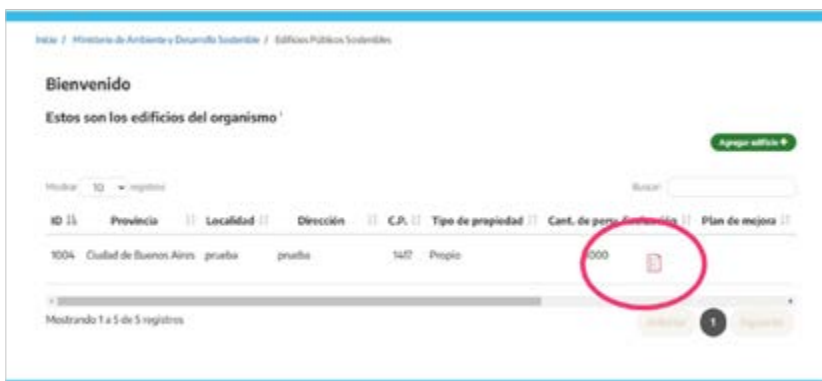 Inicio / Ministerio de Ambiente y Desarrollo Sostenible / Edificios Públicos Sostenibles
Bienvenido
Estos son los edificios del organismo
Agregar edificio +
Mostrar 10 registros
Buscar:
ID Provincia Localidad Dirección C.P. Tipo de propiedad Cant. de pers. Evaluación Plan de mejora
1004 Ciudad de Buenos Aires prueba prueba 1417 Propio 000
Mostrando 1 a 5 de 5 registros
Anterior 1 Siguiente